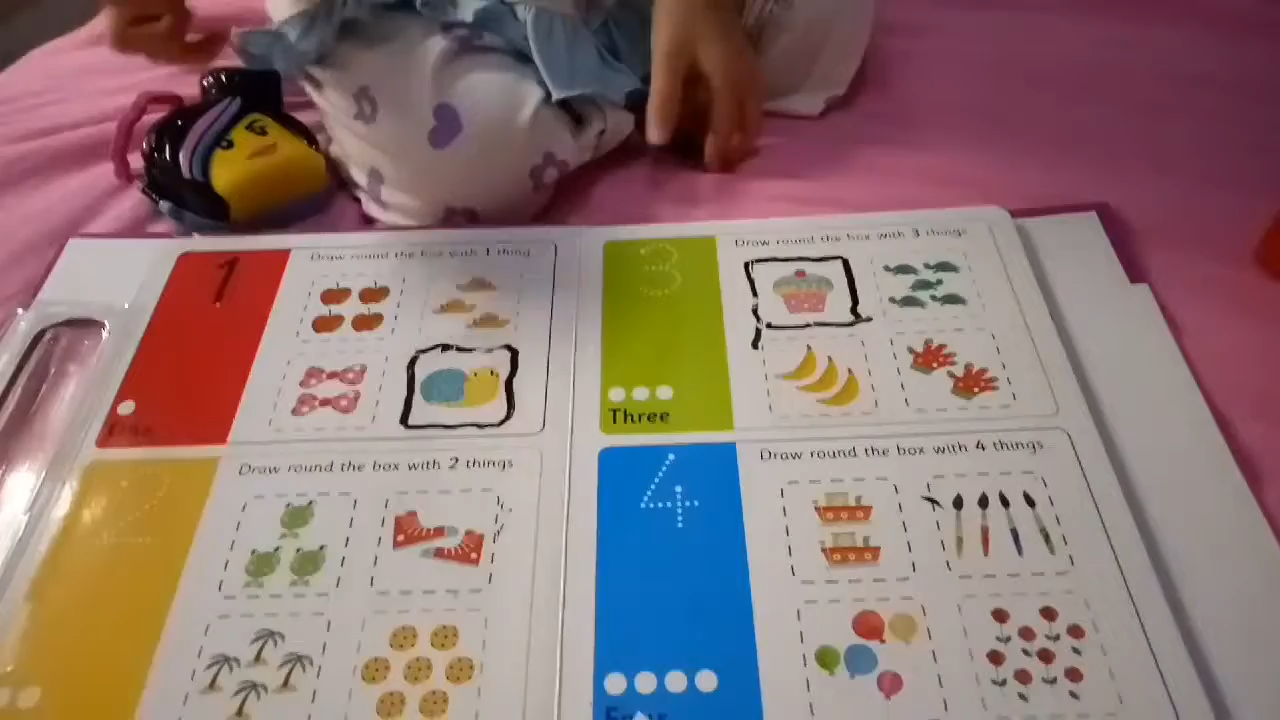 1
Draw round the box with 1 thing
2
Draw round the box with 2 things
3
Draw round the box with 3 things
Three
4
Draw round the box with 4 things